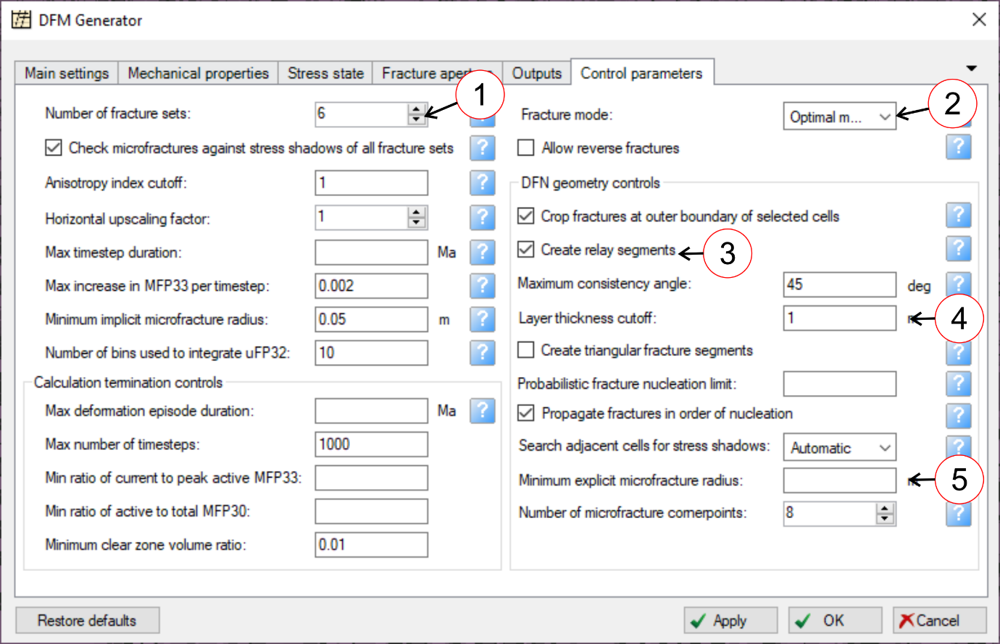 DFM Generator
Main settings
Mechanical properties
Stress state
Fracture
Outputs
Control parameters
Number of fracture sets:
6
1
Check microfractures against stress shadows of all fracture sets
?
Anisotropy index cutoff:
1
?
Horizontal upscaling factor:
1
?
Max timestep duration:
Ma
?
Max increase in MFP33 per timestep:
0.002
?
Minimum implicit microfracture radius:
0.05
m
?
Number of bins used to integrate uFP32:
10
?
Calculation termination controls
Max deformation episode duration:
Ma
?
Max number of timesteps:
1000
Min ratio of current to peak active MFP33:
Min ratio of active to total MFP30:
Minimum clear zone volume ratio:
0.01
Fracture mode:
Optimal m...
2
Allow reverse fractures
?
DFN geometry controls
Crop fractures at outer boundary of selected cells
?
Create relay segments
3
?
Maximum consistency angle:
45
deg
?
Layer thickness cutoff:
1
4
Create triangular fracture segments
?
Probabilistic fracture nucleation limit:
?
Propagate fractures in order of nucleation
?
Search adjacent cells for stress shadows:
Automatic
?
Minimum explicit microfracture radius:
5
Number of microfracture cornerpoints:
8
?
Restore defaults
Apply
OK
Cancel